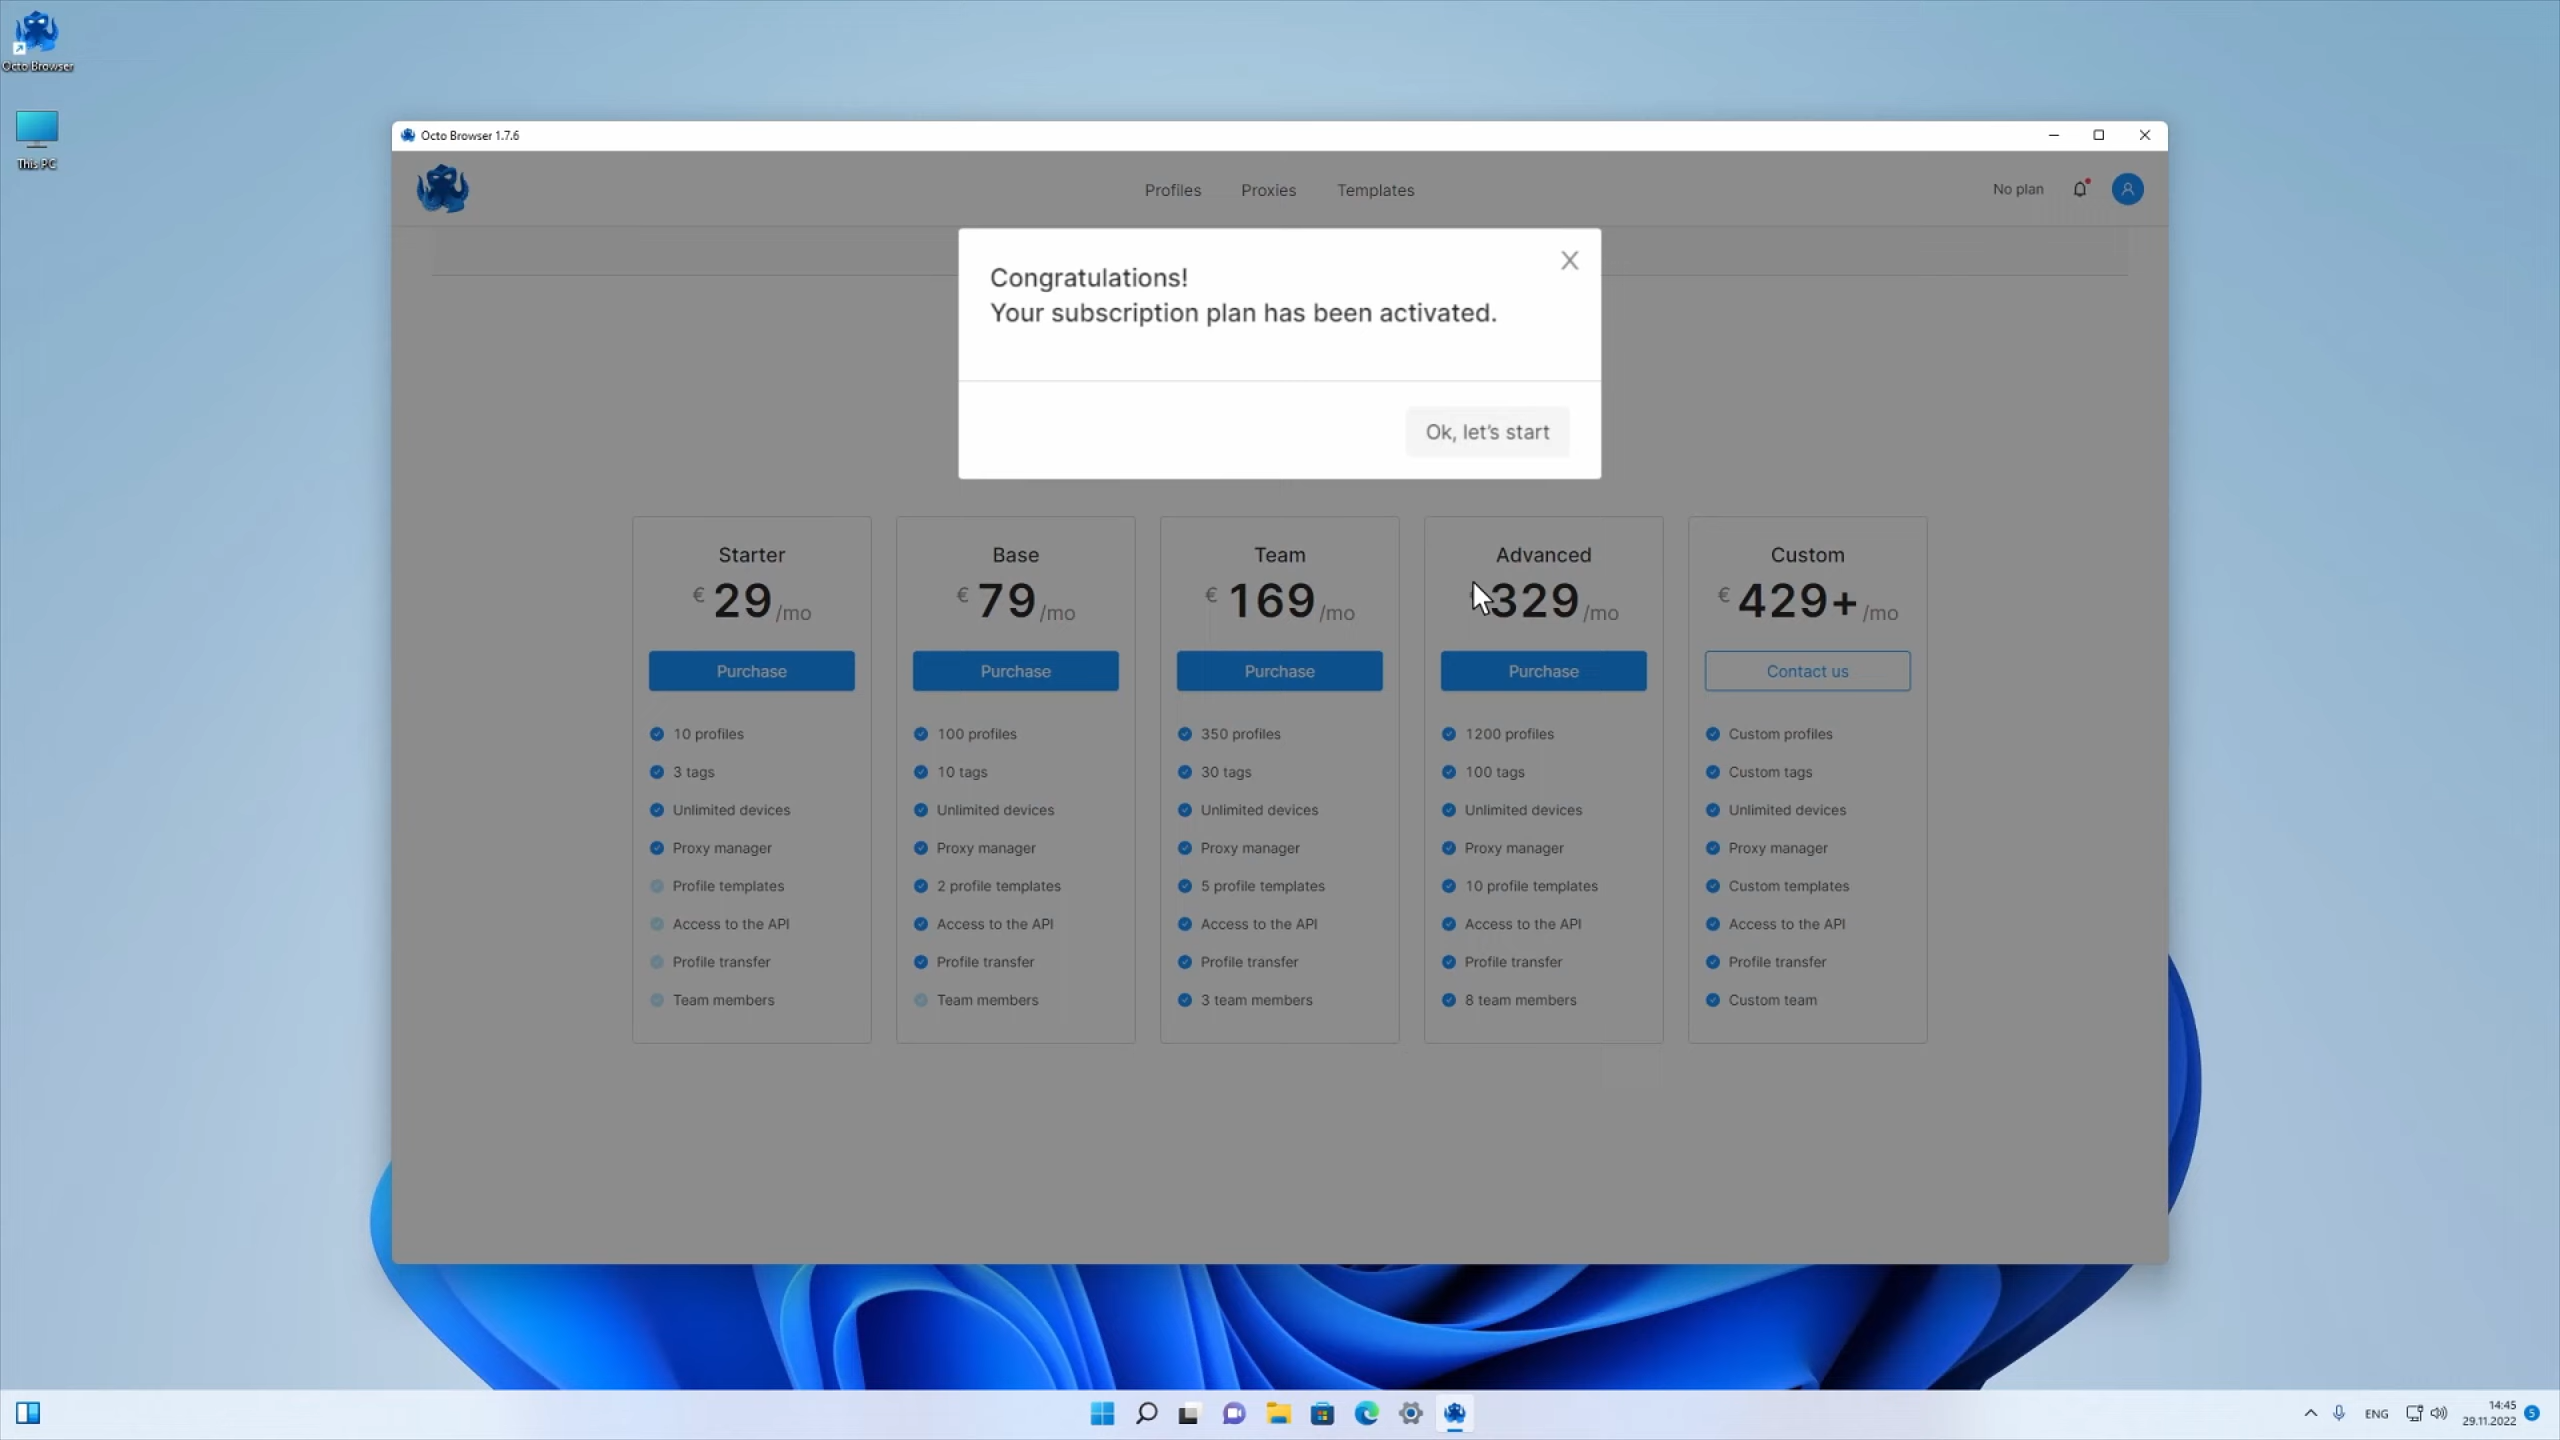 Octo Browser
This PC
Octo Browser 1.7.6
Profiles Proxies Templates
No plan
Congratulations!
Your subscription plan has been activated.
Ok, let's start
Starter
€ 29 /mo
Purchase
10 profiles
3 tags
Unlimited devices
Proxy manager
Profile templates
Access to the API
Profile transfer
Team members
Base
€ 79 /mo
Purchase
100 profiles
10 tags
Unlimited devices
Proxy manager
2 profile templates
Access to the API
Profile transfer
Team members
Team
€ 169 /mo
Purchase
350 profiles
30 tags
Unlimited devices
Proxy manager
5 profile templates
Access to the API
Profile transfer
3 team members
Advanced
329 /mo
Purchase
1200 profiles
100 tags
Unlimited devices
Proxy manager
10 profile templates
Access to the API
Profile transfer
8 team members
Custom
€ 429+ /mo
Contact us
Custom profiles
Custom tags
Unlimited devices
Proxy manager
Custom templates
Access to the API
Profile transfer
Custom team
ENG
14:45
29.11.2022
5